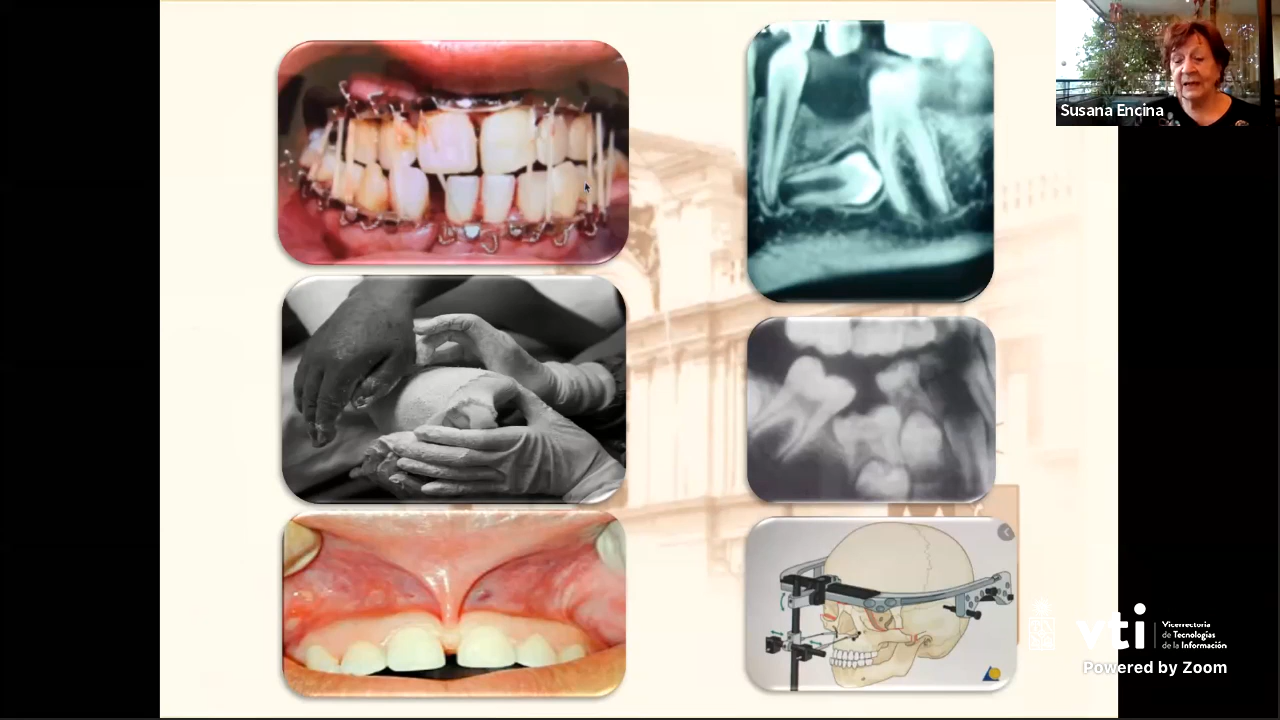 Susana Encina
vti
Vicerrectoría
de Tecnologías
de la Información
Powered by Zoom